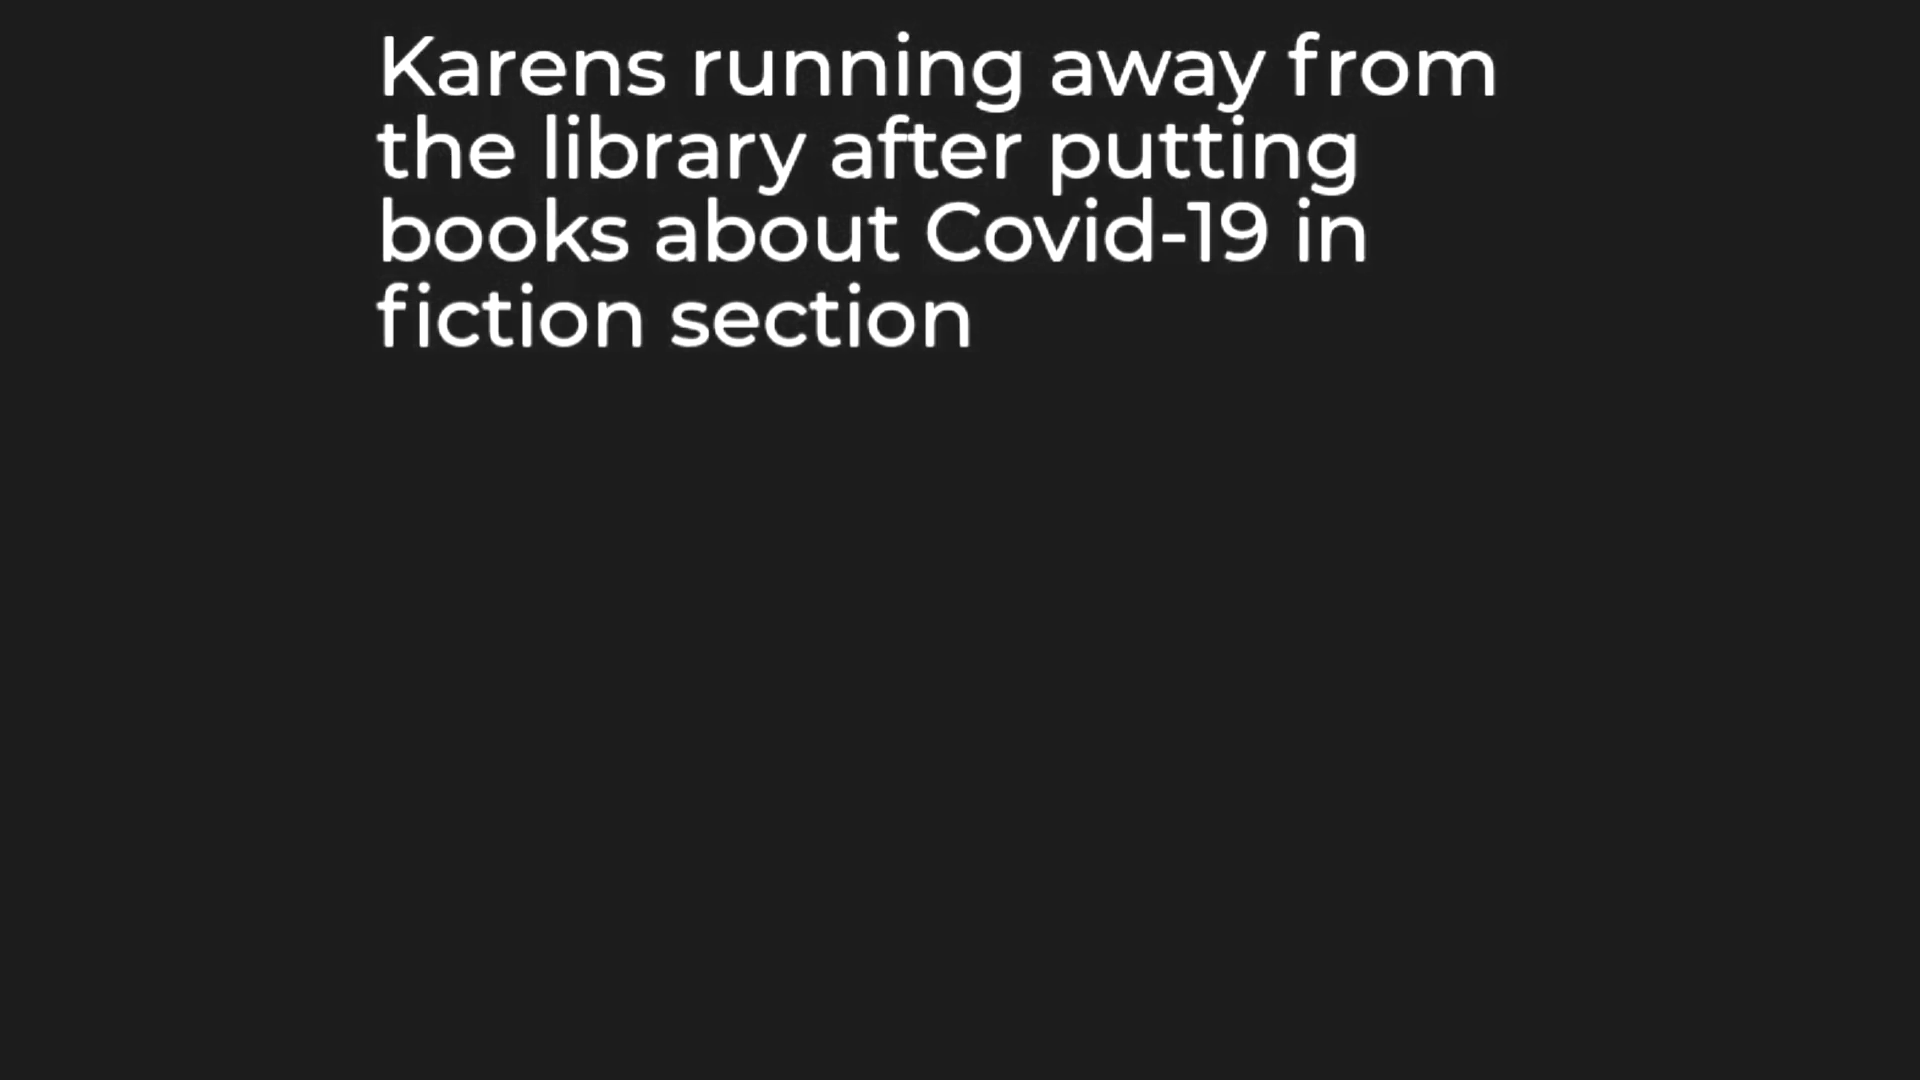 Karens running away from
the library after putting
books about Covid-19 in
fiction section